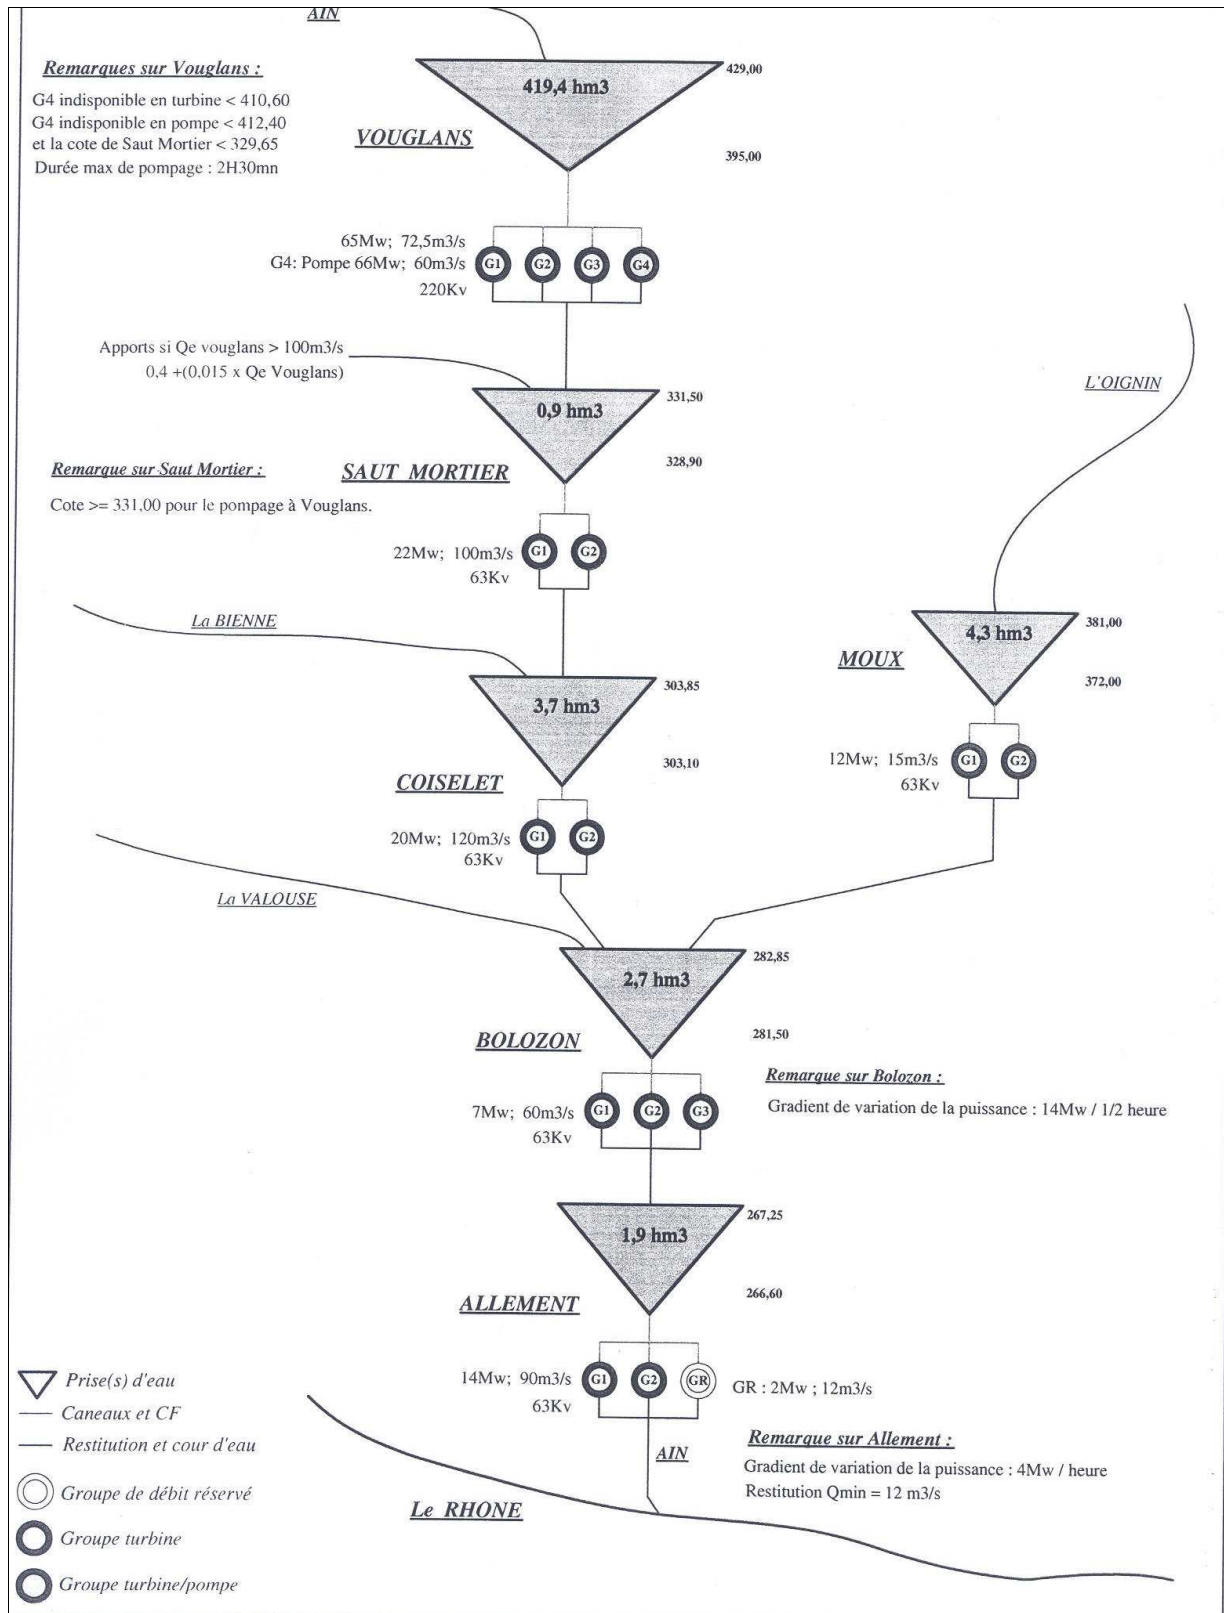 AIN
Remarques sur Vouglans :
G4 indisponible en turbine < 410,60
G4 indisponible en pompe < 412,40
et la cote de Saut Mortier < 329,65
Durée max de pompage : 2H30mn
419,4 hm3
429,00
VOUGLANS
395,00
65Mw; 72,5m3/s
G4: Pompe 66Mw; 60m3/s
220Kv
G1 G2 G3 G4
Apports si Qe vouglans > 100m3/s
0,4 +(0,015 x Qe Vouglans)
331,50
0,9 hm3
L'OIGNIN
328,90
Remarque sur Saut Mortier :
SAUT MORTIER
Cote >= 331,00 pour le pompage à Vouglans.
22Mw; 100m3/s
63Kv
G1 G2
La BIENNE
381,00
4,3 hm3
MOUX
372,00
303,85
3,7 hm3
303,10
12Mw; 15m3/s
63Kv
G1 G2
COISELET
20Mw; 120m3/s
63Kv
G1 G2
La VALOUSE
282,85
2,7 hm3
281,50
BOLOZON
Remarque sur Bolozon :
Gradient de variation de la puissance : 14Mw / 1/2 heure
7Mw; 60m3/s
63Kv
G1 G2 G3
267,25
1,9 hm3
266,60
ALLEMENT
14Mw; 90m3/s
63Kv
G1 G2 GR
GR : 2Mw ; 12m3/s
Remarque sur Allement :
Gradient de variation de la puissance : 4Mw / heure
Restitution Qmin = 12 m3/s
AIN
Le RHONE
Prise(s) d'eau
Caneaux et CF
Restitution et cour d'eau
Groupe de débit réservé
Groupe turbine
Groupe turbine/pompe